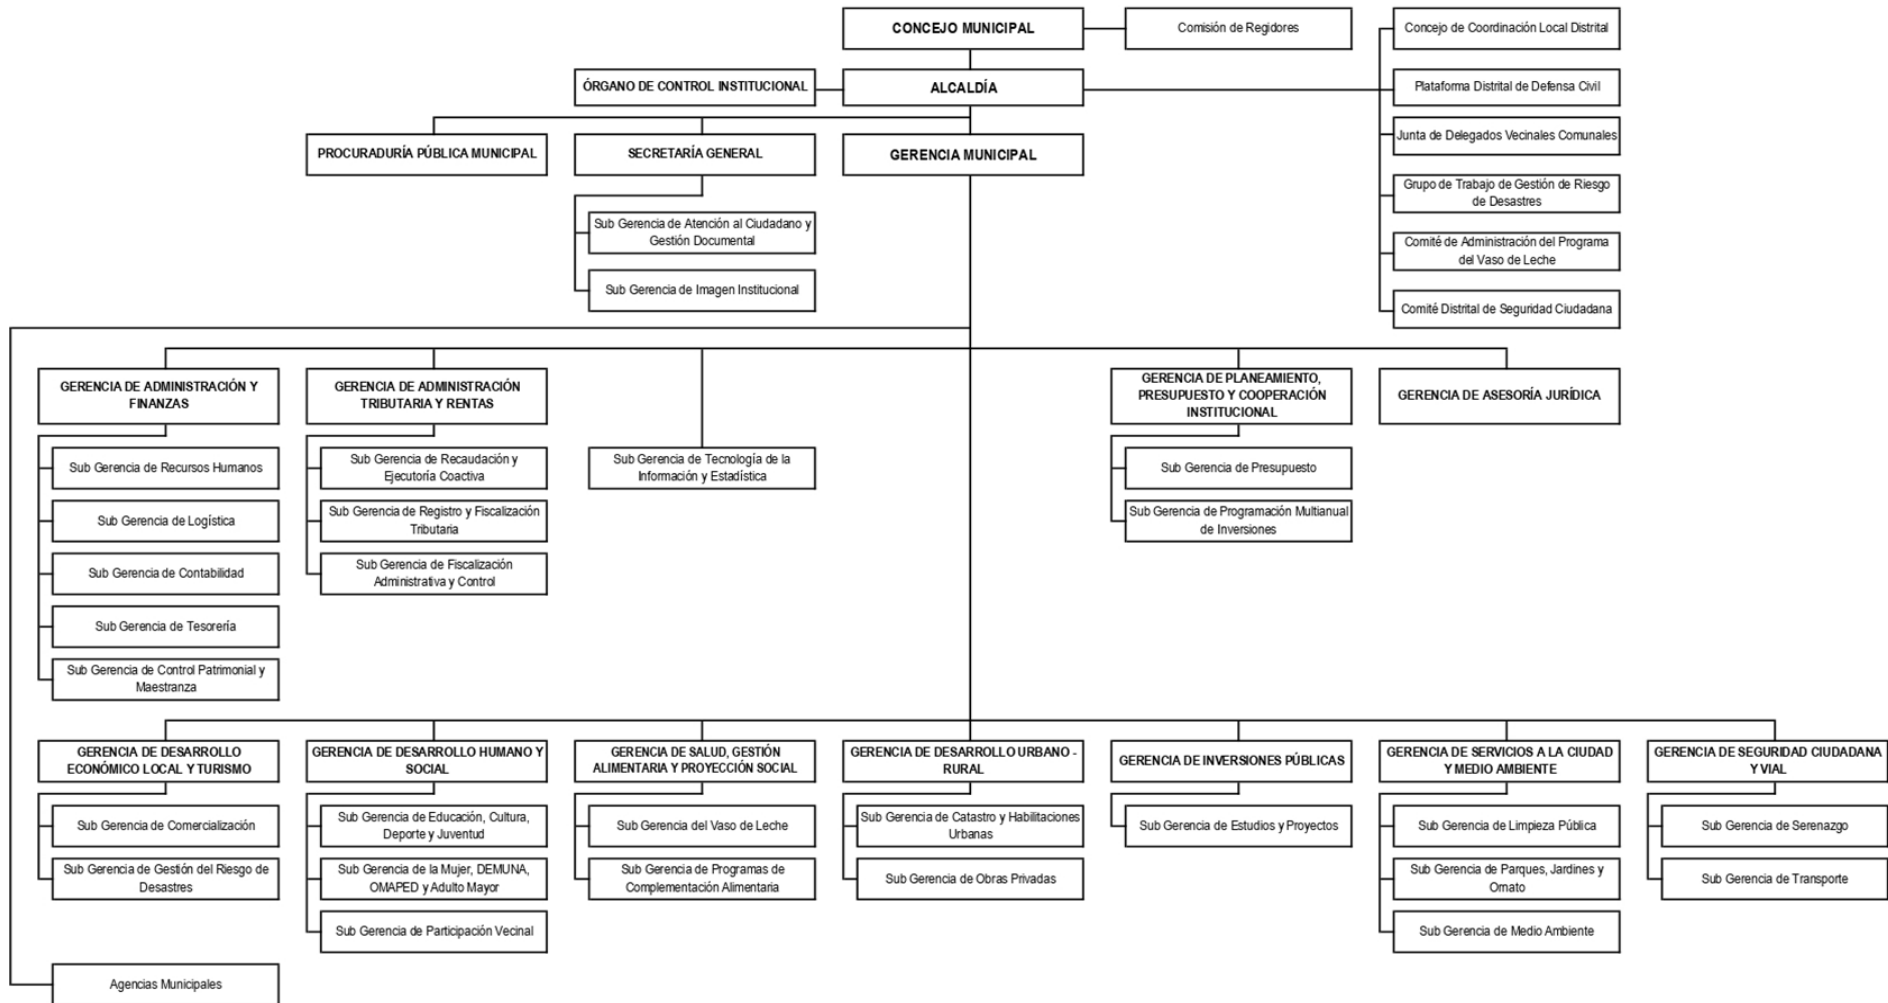 CONCEJO MUNICIPAL
Comisión de Regidores
Concejo de Coordinación Local Distrital
ÓRGANO DE CONTROL INSTITUCIONAL
ALCALDÍA
Plataforma Distrital de Defensa Civil
Junta de Delegados Vecinales Comunales
PROCURADURÍA PÚBLICA MUNICIPAL
SECRETARÍA GENERAL
GERENCIA MUNICIPAL
Grupo de Trabajo de Gestión de Riesgo
de Desastres
Sub Gerencia de Atención al Ciudadano y
Gestión Documental
Comité de Administración del Programa
del Vaso de Leche
Sub Gerencia de Imagen Institucional
Comité Distrital de Seguridad Ciudadana
GERENCIA DE ADMINISTRACIÓN Y
FINANZAS
GERENCIA DE ADMINISTRACIÓN
TRIBUTARIA Y RENTAS
GERENCIA DE PLANEAMIENTO,
PRESUPUESTO Y COOPERACIÓN
INSTITUCIONAL
GERENCIA DE ASESORÍA JURÍDICA
Sub Gerencia de Recursos Humanos
Sub Gerencia de Recaudación y
Ejecutoría Coactiva
Sub Gerencia de Tecnología de la
Información y Estadística
Sub Gerencia de Presupuesto
Sub Gerencia de Logística
Sub Gerencia de Registro y Fiscalización
Tributaria
Sub Gerencia de Programación Multianual
de Inversiones
Sub Gerencia de Contabilidad
Sub Gerencia de Fiscalización
Administrativa y Control
Sub Gerencia de Tesorería
Sub Gerencia de Control Patrimonial y
Maestranza
GERENCIA DE DESARROLLO
ECONÓMICO LOCAL Y TURISMO
GERENCIA DE DESARROLLO HUMANO Y
SOCIAL
GERENCIA DE SALUD, GESTIÓN
ALIMENTARIA Y PROYECCIÓN SOCIAL
GERENCIA DE DESARROLLO URBANO -
RURAL
GERENCIA DE INVERSIONES PÚBLICAS
GERENCIA DE SERVICIOS A LA CIUDAD
Y MEDIO AMBIENTE
GERENCIA DE SEGURIDAD CIUDADANA
Y VIAL
Sub Gerencia de Comercialización
Sub Gerencia de Educación, Cultura,
Deporte y Juventud
Sub Gerencia del Vaso de Leche
Sub Gerencia de Catastro y Habilitaciones
Urbanas
Sub Gerencia de Estudios y Proyectos
Sub Gerencia de Limpieza Pública
Sub Gerencia de Serenazgo
Sub Gerencia de Gestión del Riesgo de
Desastres
Sub Gerencia de la Mujer, DEMUNA,
OMAPED y Adulto Mayor
Sub Gerencia de Programas de
Complementación Alimentaria
Sub Gerencia de Obras Privadas
Sub Gerencia de Parques, Jardines y
Ornato
Sub Gerencia de Transporte
Sub Gerencia de Participación Vecinal
Sub Gerencia de Medio Ambiente
Agencias Municipales